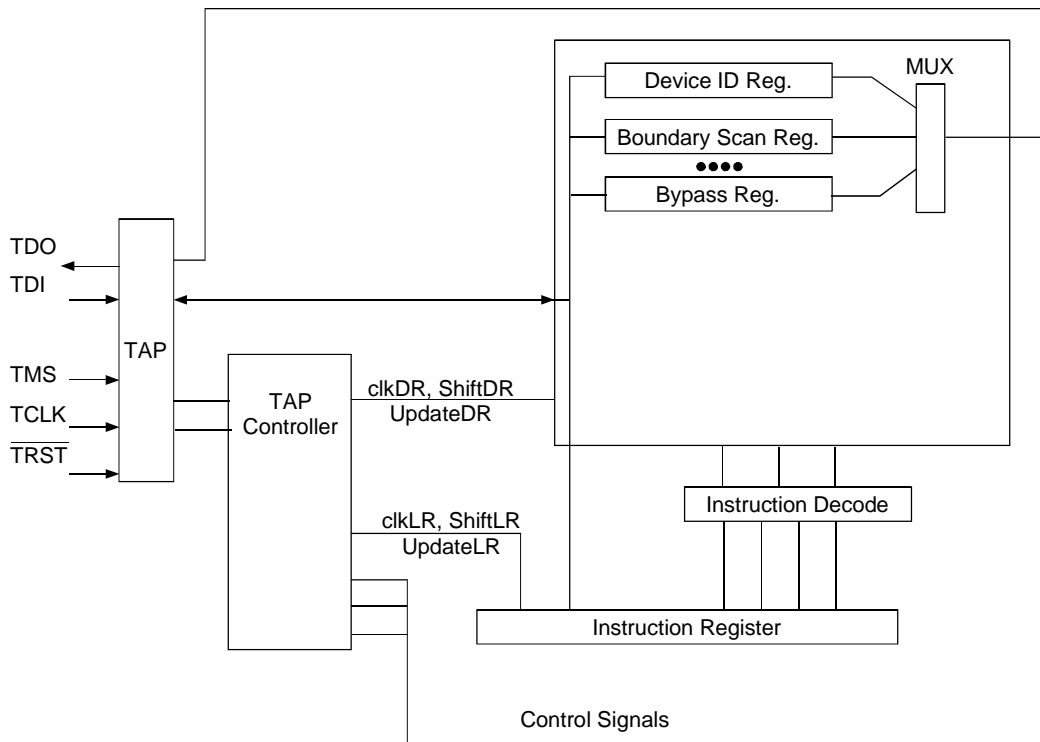 MUX
Device ID Reg.
Boundary Scan Reg.
Bypass Reg.
TDO
TDI
TAP
TMS
TCLK
TRST
TAP
Controller
clkDR, ShiftDR
UpdateDR
Instruction Decode
clkLR, ShiftLR
UpdateLR
Instruction Register
Control Signals